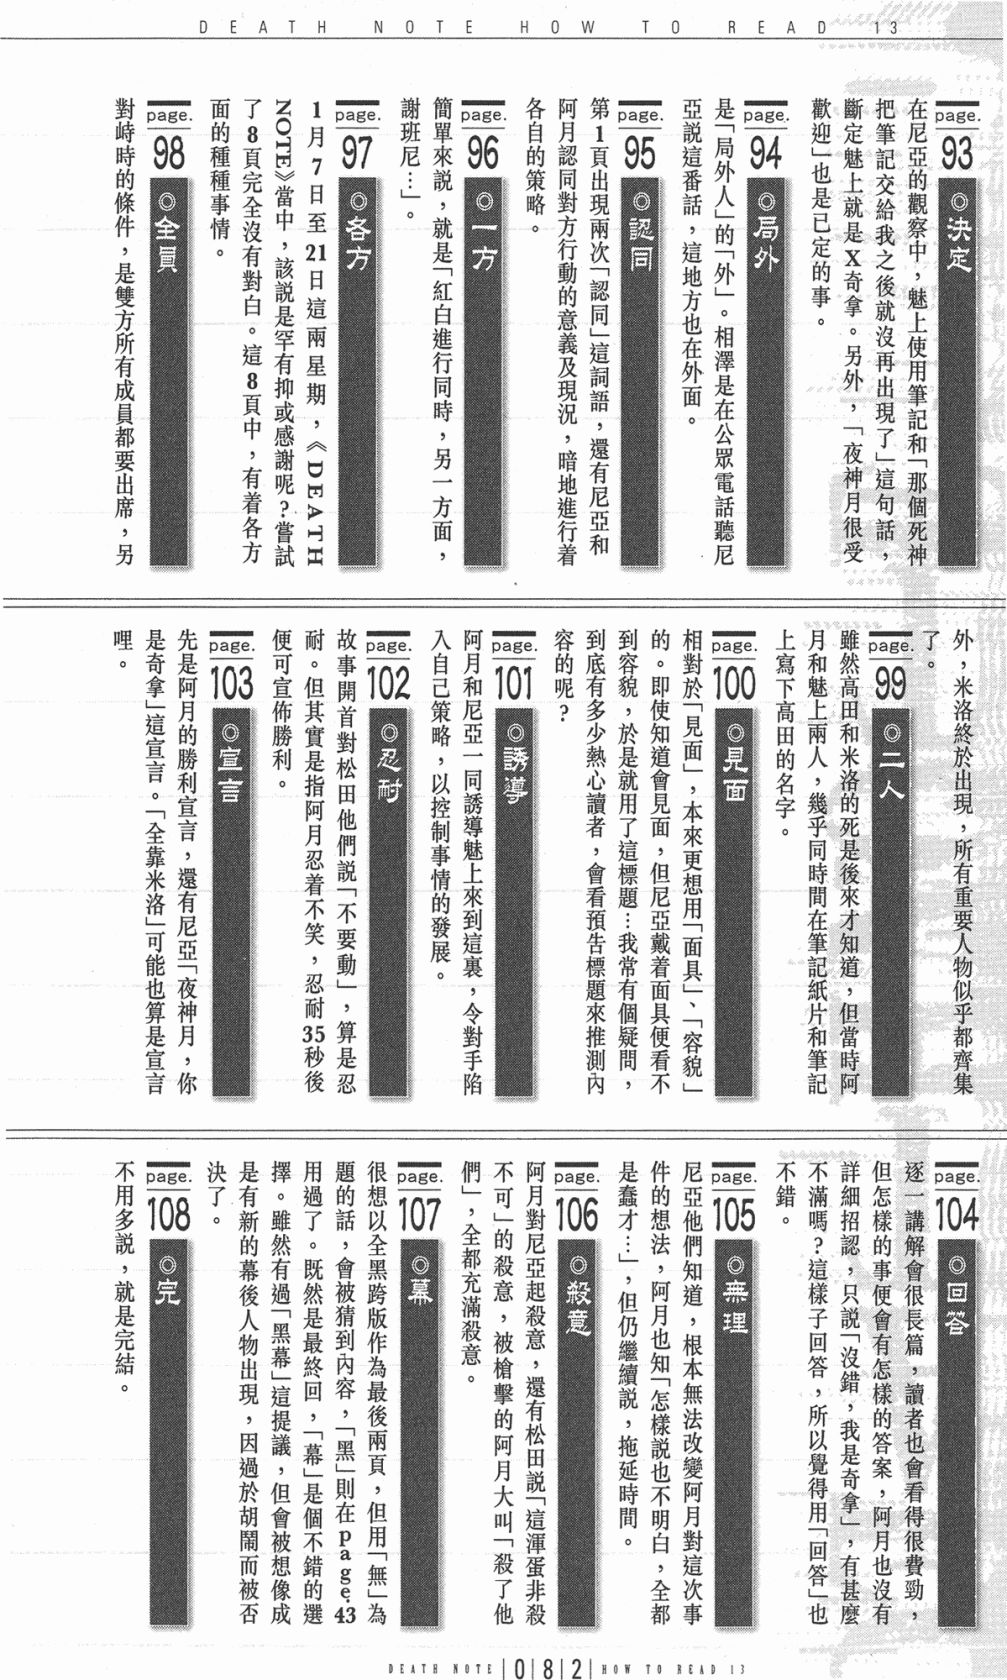 DEATH NOTE HOW TO READ 13
page.93 ◎決定
在尼亞的觀察中，魅上使用筆記和「那個死神
把筆記交給我之後就沒再出現了」這句話，
斷定魅上就是X奇拿。另外，「夜神月很受
歡迎」也是已定的事。
page.94 ◎局外
是「局外人」的「外」。相澤是在公眾電話聽尼
亞說這番話，這地方也在外面。
page.95 ◎認同
第1頁出現兩次「認同」這詞語，還有尼亞和
阿月認同對方行動的意義及現況，暗地進行着
各自的策略。
page.96 ◎一方
簡單來說，就是「紅白進行同時，另一方面，
謝班尼…」。
page.97 ◎各方
1月7日至21日這兩星期，《DEATH
NOTE》當中，該說是罕有抑或感謝呢？嘗試
了8頁完全沒有對白。這8頁中，有着各方
面的種種事情。
page.98 ◎全員
對峙時的條件，是雙方所有成員都要出席，另
外，米洛終於出現，所有重要人物似乎都齊集
了。
page.99 ◎二人
雖然高田和米洛的死是後來才知道，但當時阿
月和魅上兩人，幾乎同時間在筆記紙片和筆記
上寫下高田的名字。
page.100 ◎見面
相對於「見面」，本來更想用「面具」、「容貌」
的。即使知道會見面，但尼亞戴着面具便看不
到容貌，於是就用了這標題…我常有個疑問，
到底有多少熱心讀者，會看預告標題來推測內
容的呢？
page.101 ◎誘導
阿月和尼亞一同誘導魅上來到這裏，令對手陷
入自己策略，以控制事情的發展。
page.102 ◎忍耐
故事開首對松田他們說「不要動」，算是忍
耐。但其實是指阿月忍着不笑，忍耐35秒後
便可宣佈勝利。
page.103 ◎宣言
先是阿月的勝利宣言，還有尼亞「夜神月，你
是奇拿」這宣言。「全靠米洛」可能也算是宣言
哩。
page.104 ◎回答
逐一講解會很長篇，讀者也會看得很費勁，
但怎樣的事便會有怎樣的答案，阿月也沒有
詳細招認，只說「沒錯，我是奇拿」，有甚麼
不滿嗎？這樣子回答，所以覺得用「回答」也
不錯。
page.105 ◎無理
尼亞他們知道，根本無法改變阿月對這次事
件的想法，阿月也知「怎樣說也不明白，全都
是蠢才…」，但仍繼續說，拖延時間。
page.106 ◎殺意
阿月對尼亞起殺意，還有松田說「這渾蛋非殺
不可」的殺意，被槍擊的阿月大叫「殺了他
們」，全都充滿殺意。
page.107 ◎幕
很想以全黑跨版作為最後兩頁，但用「無」為
題的話，會被猜到內容，「黑」則在page.43
用過了。既然是最終回，「幕」是個不錯的選
擇。雖然有過「黑幕」這提議，但會被想像成
是有新的幕後人物出現，因過於胡鬧而被否
決了。
page.108 ◎完
不用多說，就是完結。
DEATH NOTE |0|8|2| HOW TO READ 13